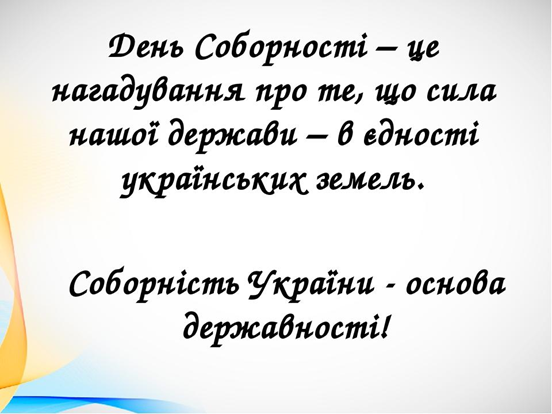 День Соборності – це
нагадування про те, що сила
нашої держави – в єдності
українських земель.
Соборність України - основа
державності!